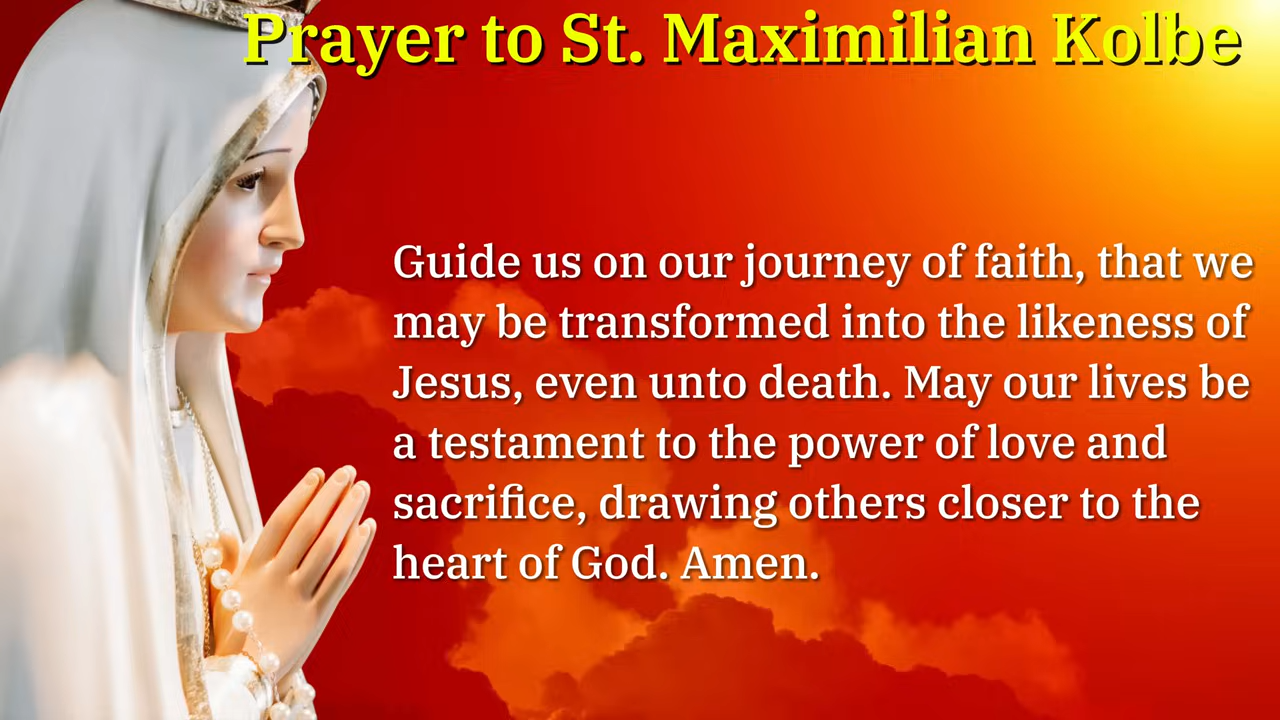 Prayer to St. Maximilian Kolbe
Guide us on our journey of faith, that we
may be transformed into the likeness of
Jesus, even unto death. May our lives be
a testament to the power of love and
sacrifice, drawing others closer to the
heart of God. Amen.